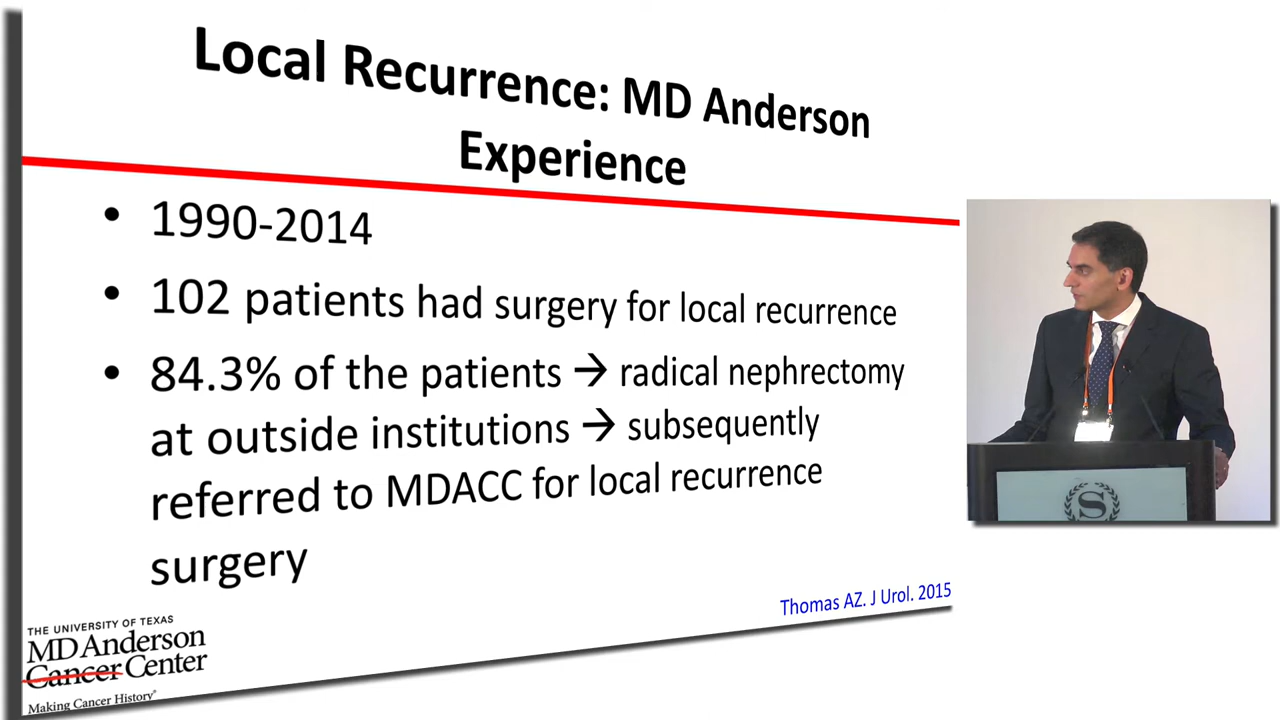 Local Recurrence: MD Anderson
Experience
• 1990-2014
• 102 patients had surgery for local recurrence
• 84.3% of the patients → radical nephrectomy
at outside institutions → subsequently
referred to MDACC for local recurrence
surgery
Thomas AZ. J Urol. 2015
THE UNIVERSITY OF TEXAS
MD Anderson
Cancer Center
Making Cancer History®
S